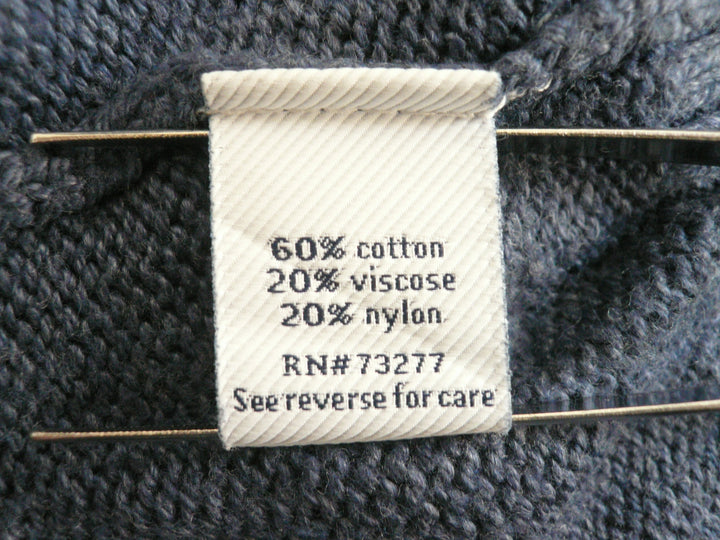 60% cotton
20% viscose
20% nylon
RN#73277
See reverse for care